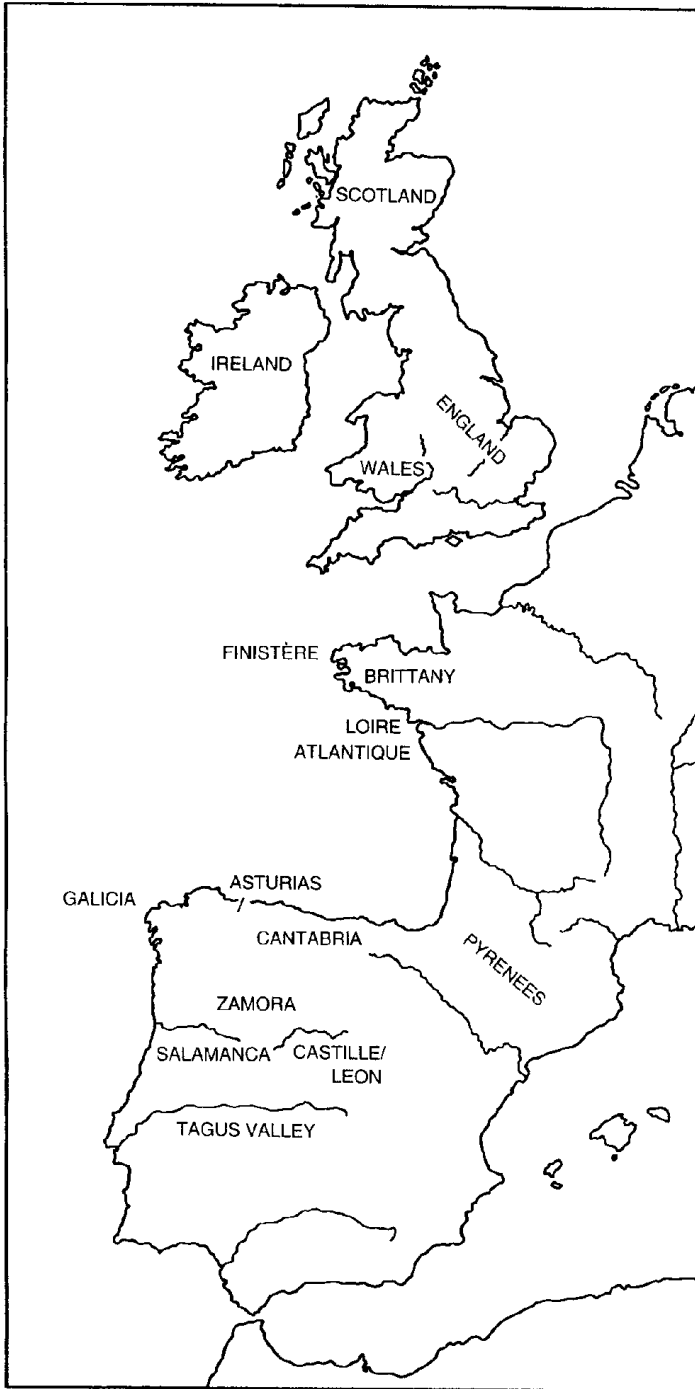 SCOTLAND
IRELAND
ENGLAND
WALES
FINISTÈRE
BRITTANY
LOIRE
ATLANTIQUE
ASTURIAS
GALICIA
CANTABRIA
PYRENEES
ZAMORA
SALAMANCA
CASTILLE/
LEON
TAGUS VALLEY